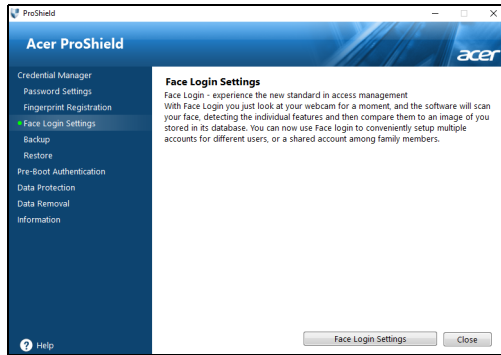 ProShield
Acer ProShield
acer
Credential Manager
Password Settings
Fingerprint Registration
Face Login Settings
Backup
Restore
Pre-Boot Authentication
Data Protection
Data Removal
Information
Help
Face Login Settings
Face Login - experience the new standard in access management
With Face Login you just look at your webcam for a moment, and the software will scan
your face, detecting the individual features and then compare them to an image of you
stored in its database. You can now use Face login to conveniently setup multiple
accounts for different users, or a shared account among family members.
Face Login Settings
Close